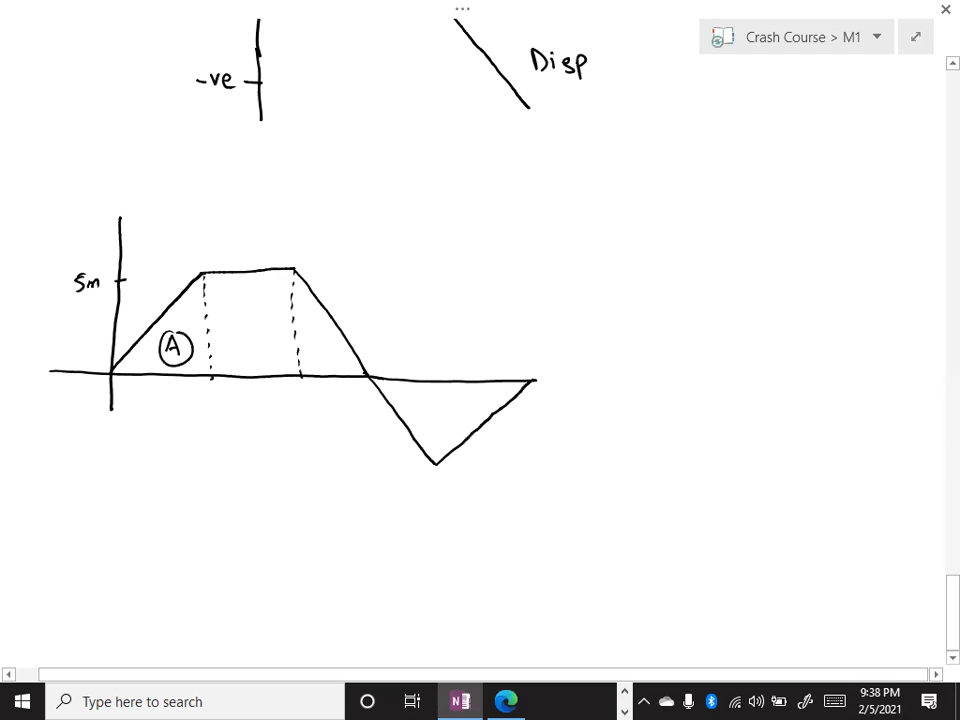 Crash Course > M1
Disp
-ve
5m
A
Type here to search
9:38 PM
2/5/2021